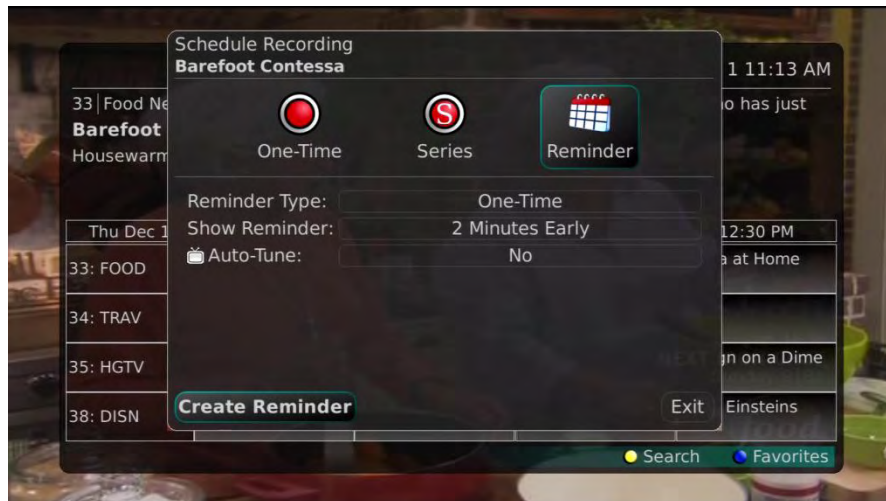 Schedule Recording
Barefoot Contessa
1 11:13 AM
33 Food Ne
o has just
Barefoot
Housewarm
S
One-Time
Series
Reminder
Reminder Type:
One-Time
Show Reminder:
2 Minutes Early
Auto-Tune:
No
Thu Dec 1
12:30 PM
33: FOOD
a at Home
34: TRAV
35: HGTV
NEXT
gn on a Dime
38: DISN
Einsteins
food
Create Reminder
Exit
Search
Favorites